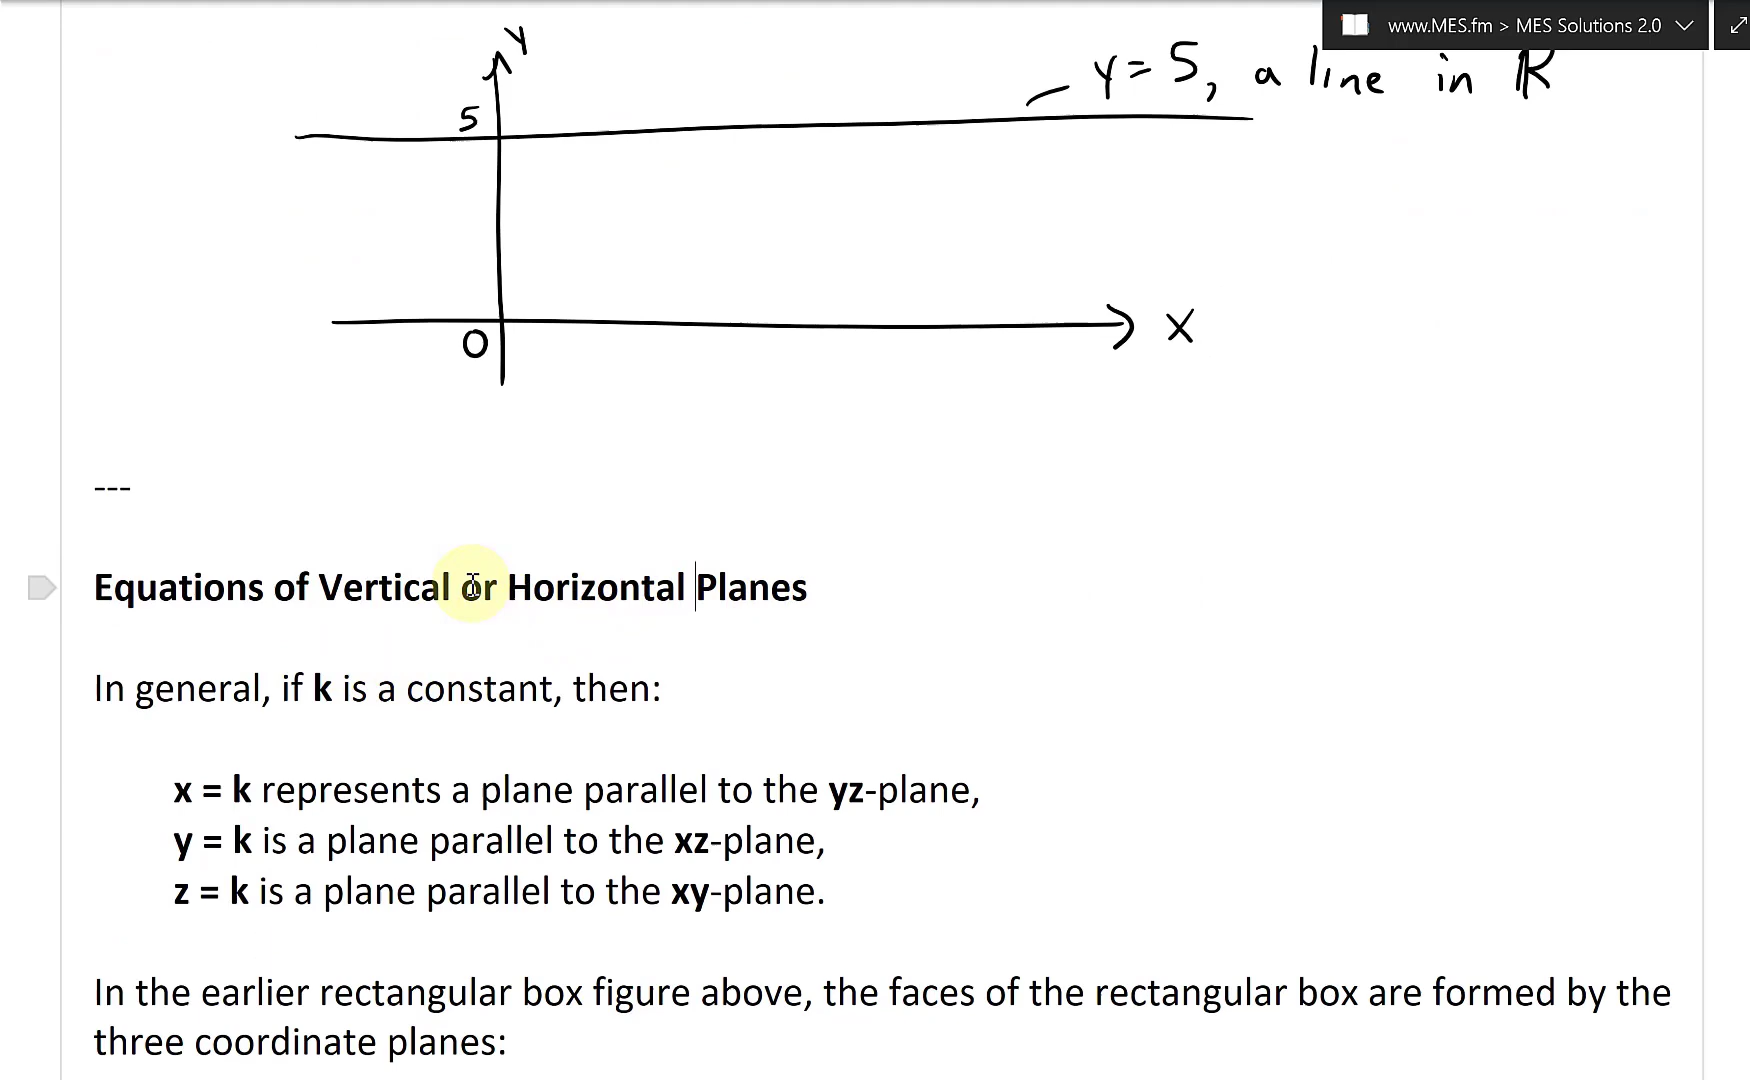 www.MES.fm > MES Solutions 2.0
y
y = 5, a line in ℝ
5
0
x
---
Equations of Vertical or Horizontal Planes
In general, if k is a constant, then:
x = k represents a plane parallel to the yz-plane,
y = k is a plane parallel to the xz-plane,
z = k is a plane parallel to the xy-plane.
In the earlier rectangular box figure above, the faces of the rectangular box are formed by the
three coordinate planes: